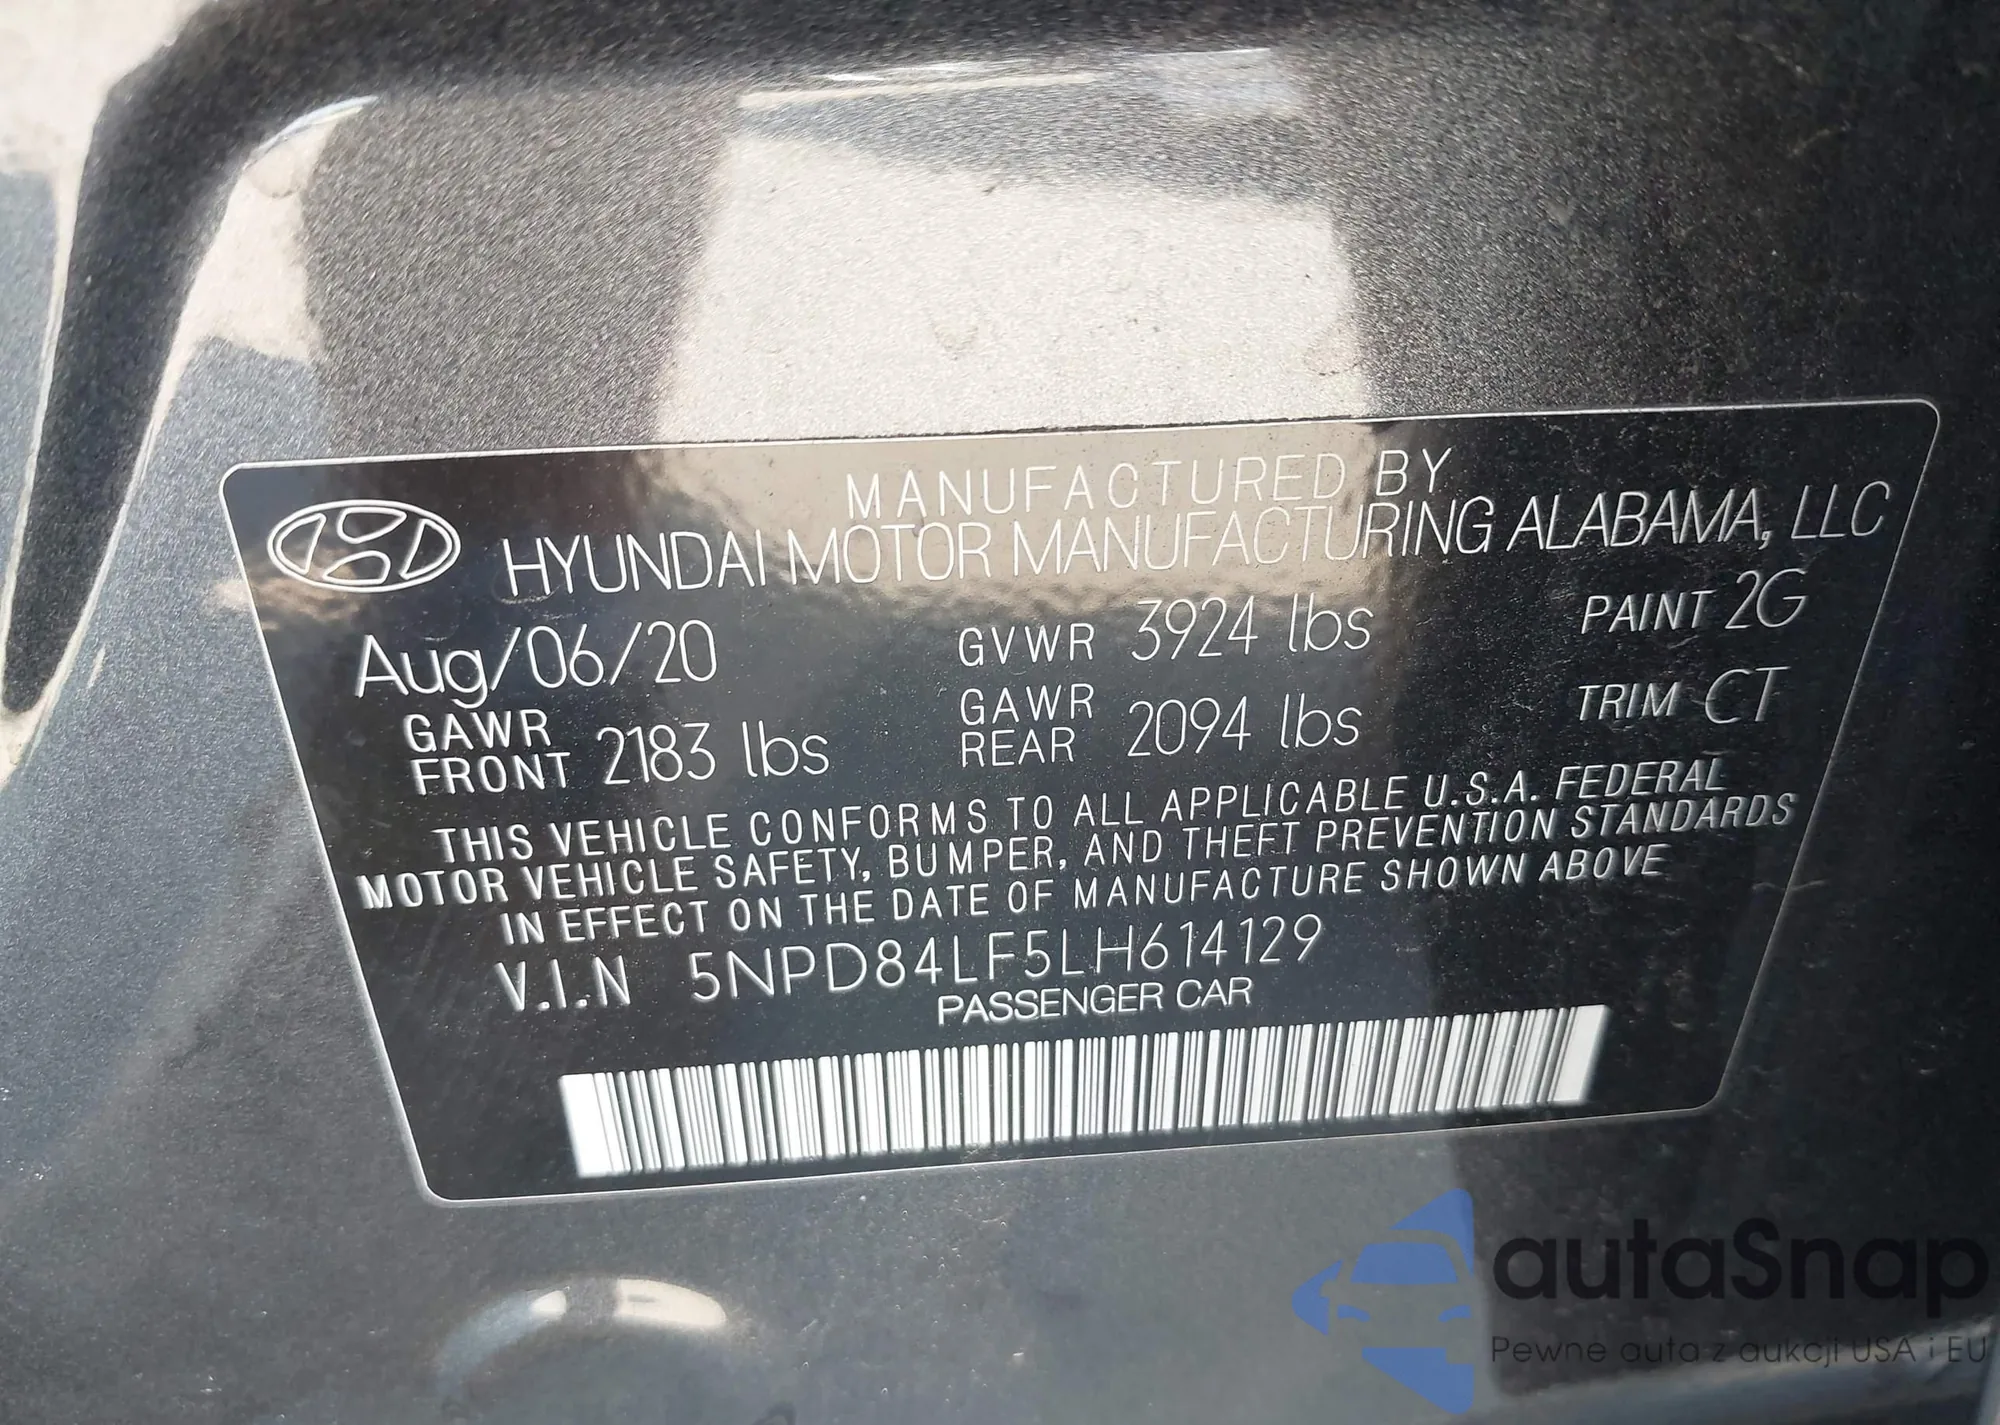 MANUFACTURED BY
HYUNDAI MOTOR MANUFACTURING ALABAMA, LLC
Aug/06/20 GVWR 3924 lbs PAINT 2G
GAWR FRONT 2183 lbs GAWR REAR 2094 lbs TRIM CT
THIS VEHICLE CONFORMS TO ALL APPLICABLE U.S.A. FEDERAL
MOTOR VEHICLE SAFETY, BUMPER, AND THEFT PREVENTION STANDARDS
IN EFFECT ON THE DATE OF MANUFACTURE SHOWN ABOVE
V.I.N 5NPD84LF5LH614129
PASSENGER CAR
autaSnap
Pewne auta z aukcji USA i EU